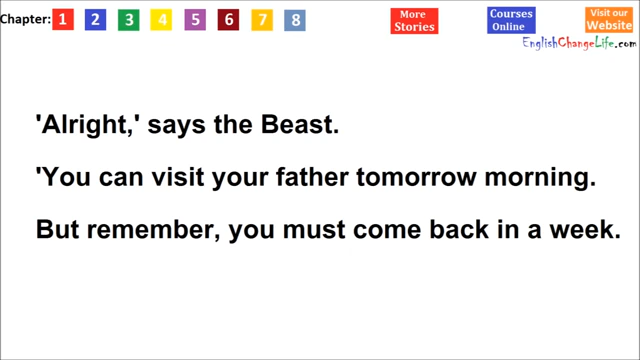 Chapter: 1 2 3 4 5 6 7 8
More
Stories
Courses
Online
Visit our
Website
EnglishChangeLife.com
'Alright,' says the Beast.
'You can visit your father tomorrow morning.
But remember, you must come back in a week.